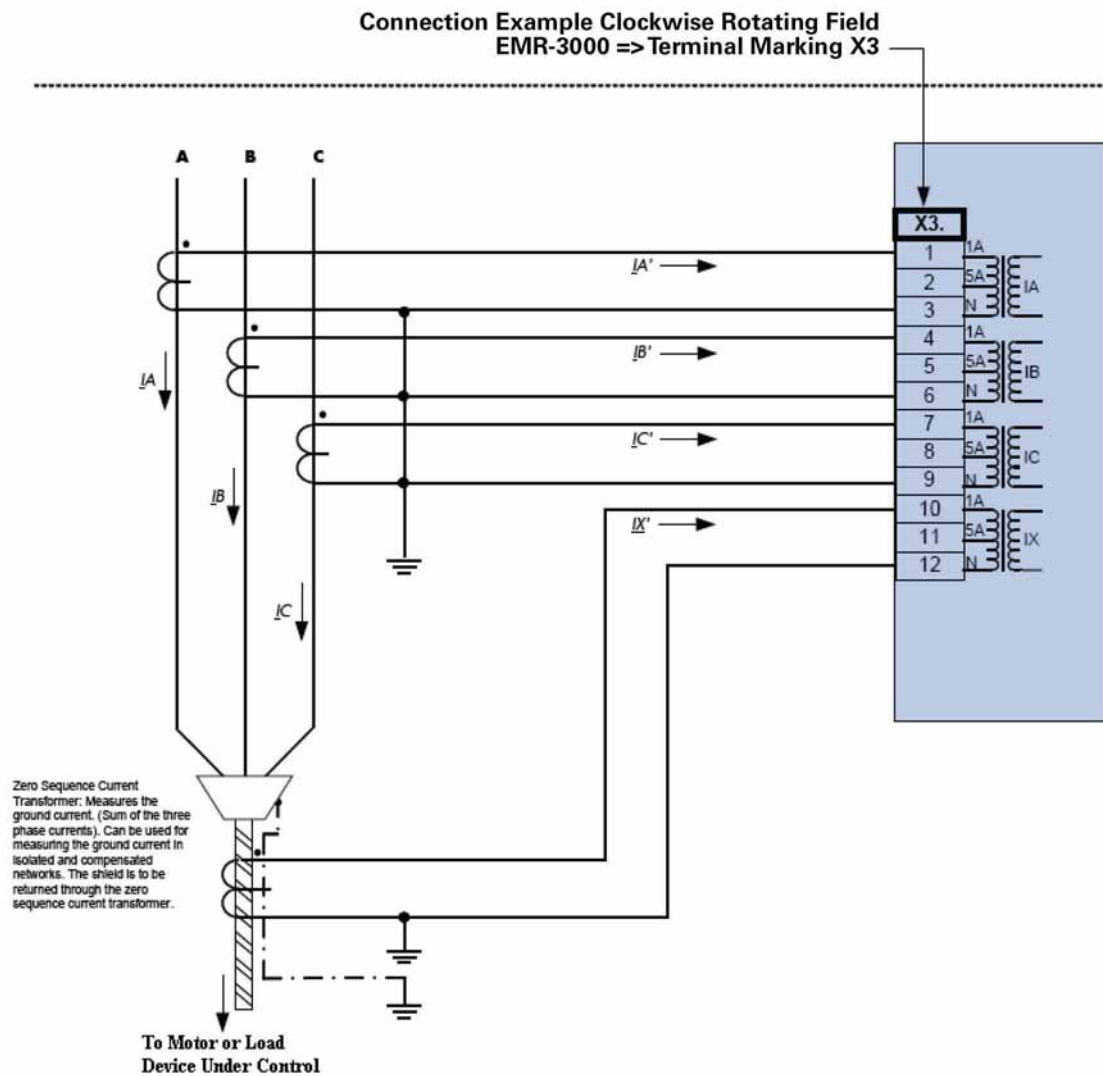 Connection Example Clockwise Rotating Field
EMR-3000 => Terminal Marking X3
A B C
X3.
1 1A
IA'
2 5A IA
3 N
4 1A
IB'
5 5A IB
IA
6 N
7 1A
IC'
8 5A IC
IB
9 N
10 1A
IX'
11 5A IX
12 N
IC
Zero Sequence Current
Transformer: Measures the
ground current. (Sum of the three
phase currents). Can be used for
measuring the ground current in
isolated and compensated
networks. The shield is to be
returned through the zero
sequence current transformer.
To Motor or Load
Device Under Control